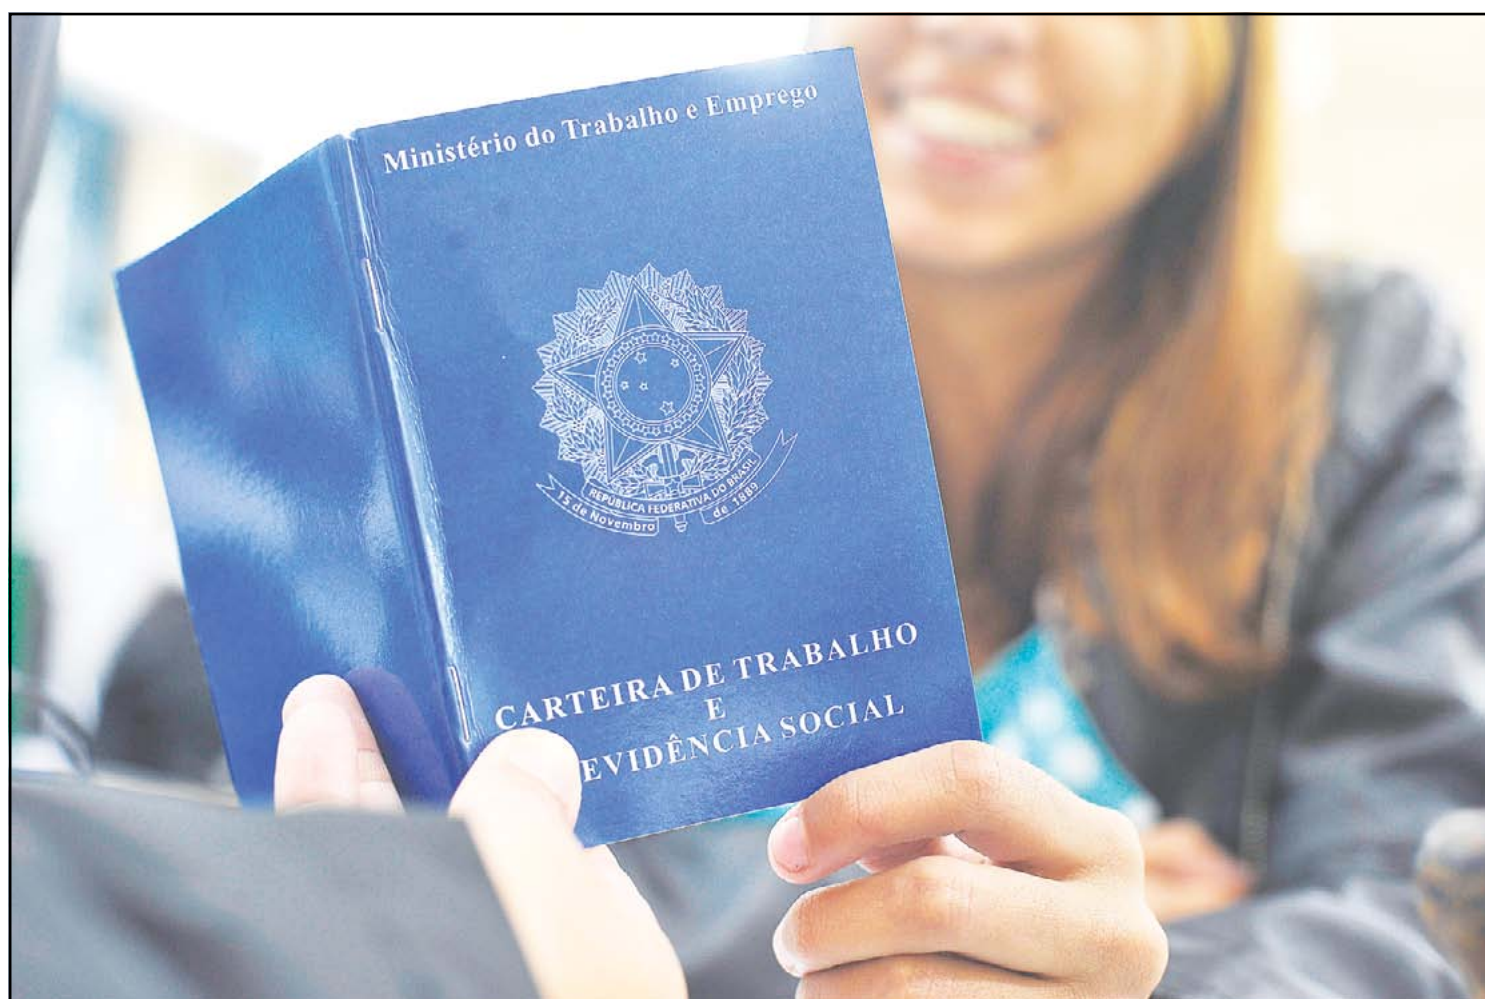 Ministério do Trabalho e Emprego
REPÚBLICA FEDERATIVA DO BRASIL
15 de Novembro de 1889
CARTEIRA DE TRABALHO
E
EVIDÊNCIA SOCIAL